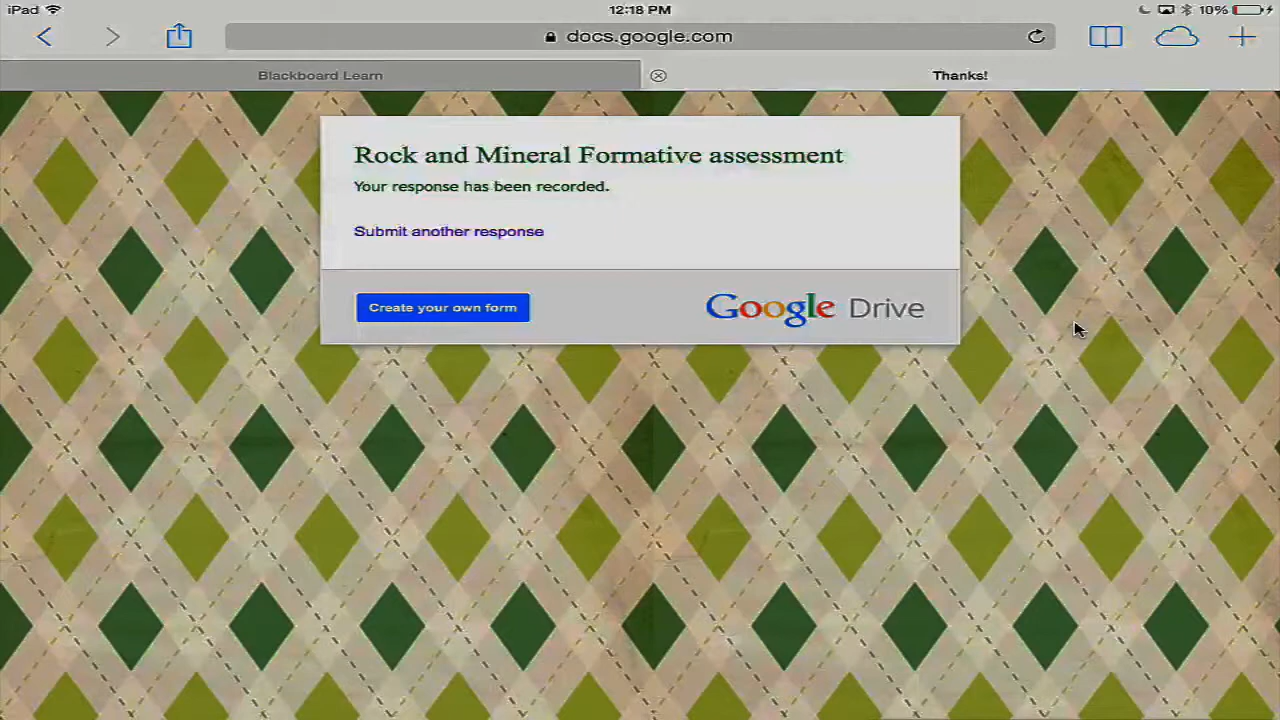 iPad 12:18 PM 10%
docs.google.com
Blackboard Learn Thanks!
Rock and Mineral Formative assessment
Your response has been recorded.
Submit another response
Create your own form Google Drive